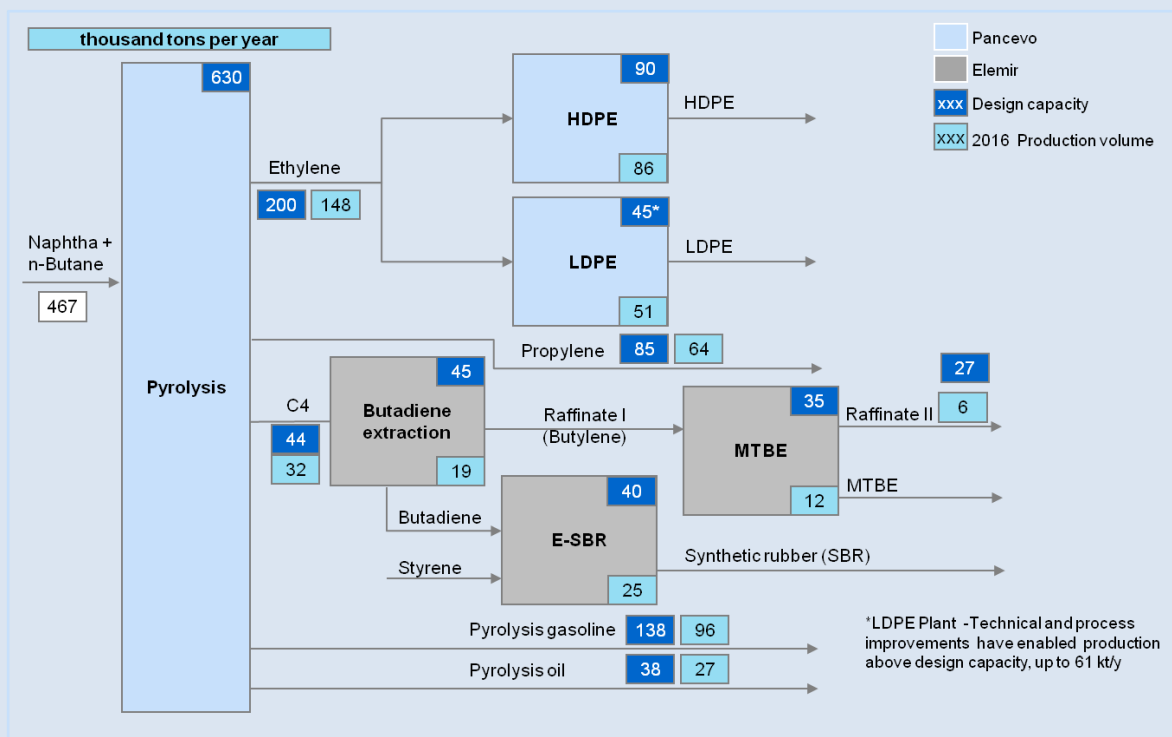 thousand tons per year
Pancevo
Elemir
xxx Design capacity
xxx 2016 Production volume
630
90
HDPE
HDPE
86
Ethylene
200 148
45*
LDPE
LDPE
51
Naphtha +
n-Butane
467
Pyrolysis
Propylene 85 64
C4
44
32
45
Butadiene
extraction
19
Raffinate I
(Butylene)
35
MTBE
12
27
Raffinate II 6
MTBE
Butadiene
Styrene
40
E-SBR
25
Synthetic rubber (SBR)
Pyrolysis gasoline 138 96
Pyrolysis oil 38 27
*LDPE Plant -Technical and process
improvements have enabled production
above design capacity, up to 61 kt/y